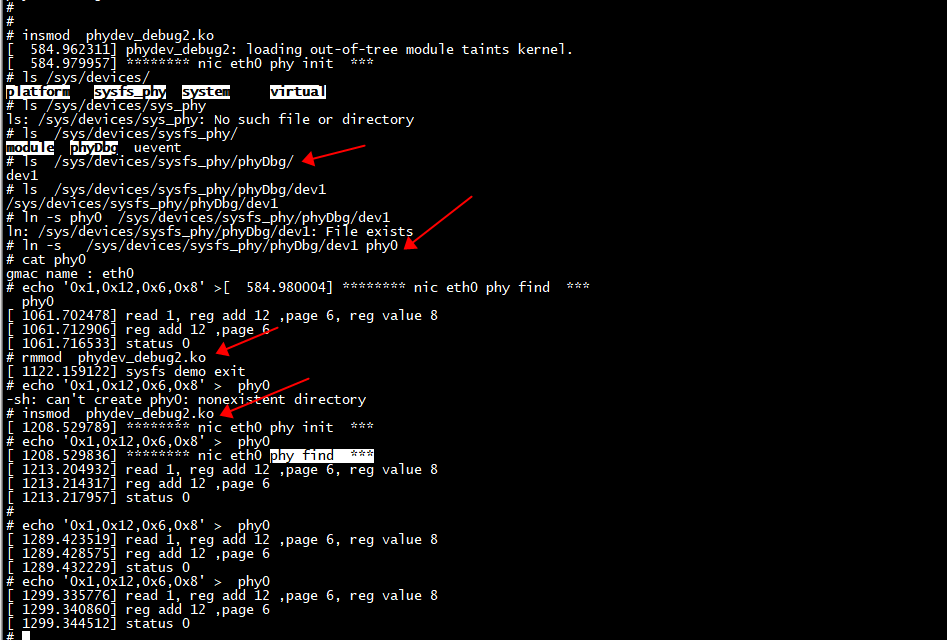 #
#
# insmod  phydev_debug2.ko
[  584.962311] phydev_debug2: loading out-of-tree module taints kernel.
[  584.979957] ******** nic eth0 phy init  ***
# ls /sys/devices/
platform   sysfs_phy  system     virtual
# ls /sys/devices/sys_phy
ls: /sys/devices/sys_phy: No such file or directory
# ls  /sys/devices/sysfs_phy/
module  phyDbg  uevent
# ls  /sys/devices/sysfs_phy/phyDbg/
dev1
# ls  /sys/devices/sysfs_phy/phyDbg/dev1
/sys/devices/sysfs_phy/phyDbg/dev1
# ln -s phy0  /sys/devices/sysfs_phy/phyDbg/dev1
ln: /sys/devices/sysfs_phy/phyDbg/dev1: File exists
# ln -s   /sys/devices/sysfs_phy/phyDbg/dev1 phy0
# cat phy0
gmac name : eth0
# echo '0x1,0x12,0x6,0x8' >[  584.980004] ******** nic eth0 phy find  ***
  phy0
[ 1061.702478] read 1, reg add 12 ,page 6, reg value 8
[ 1061.712906] reg add 12 ,page 6
[ 1061.716533] status 0
# rmmod  phydev_debug2.ko
[ 1122.159122] sysfs demo exit
# echo '0x1,0x12,0x6,0x8' >  phy0
-sh: can't create phy0: nonexistent directory
# insmod  phydev_debug2.ko
[ 1208.529789] ******** nic eth0 phy init  ***
# echo '0x1,0x12,0x6,0x8' >  phy0
[ 1208.529836] ******** nic eth0 phy find  ***
[ 1213.204932] read 1, reg add 12 ,page 6, reg value 8
[ 1213.214317] reg add 12 ,page 6
[ 1213.217957] status 0
#
# echo '0x1,0x12,0x6,0x8' >  phy0
[ 1289.423519] read 1, reg add 12 ,page 6, reg value 8
[ 1289.428575] reg add 12 ,page 6
[ 1289.432229] status 0
# echo '0x1,0x12,0x6,0x8' >  phy0
[ 1299.335776] read 1, reg add 12 ,page 6, reg value 8
[ 1299.340860] reg add 12 ,page 6
[ 1299.344512] status 0
#